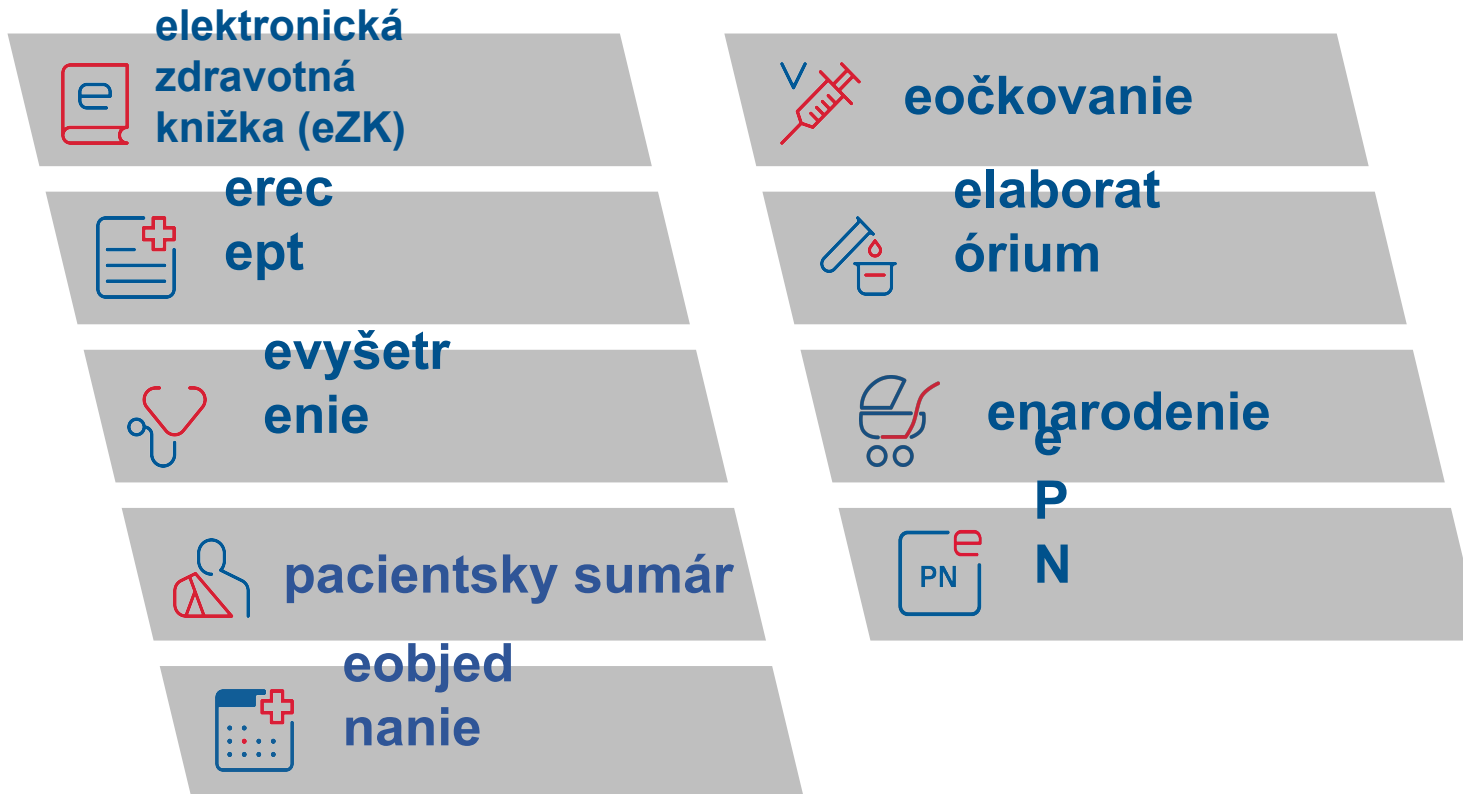 elektronická
zdravotná
knižka (eZK)
e
erec
ept
evyšetr
enie
pacientsky sumár
eobjed
nanie
V
eočkovanie
elaborat
órium
enarodenie
e
P
N
e
PN